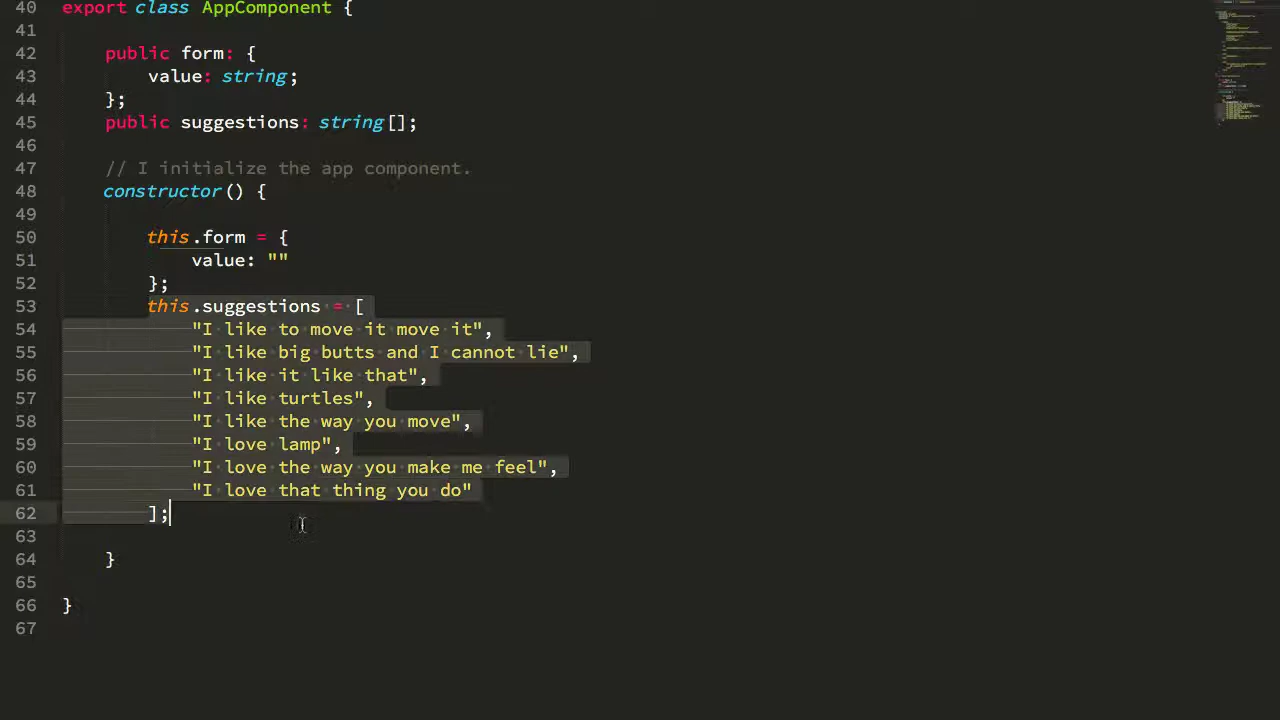 40 export class AppComponent {
41
42 public form: {
43 value: string;
44 };
45 public suggestions: string[];
46
47 // I initialize the app component.
48 constructor() {
49
50 this.form = {
51 value: ""
52 };
53 this.suggestions = [
54 "I like to move it move it",
55 "I like big butts and I cannot lie",
56 "I like it like that",
57 "I like turtles",
58 "I like the way you move",
59 "I love lamp",
60 "I love the way you make me feel",
61 "I love that thing you do"
62 ];
63
64 }
65
66 }
67